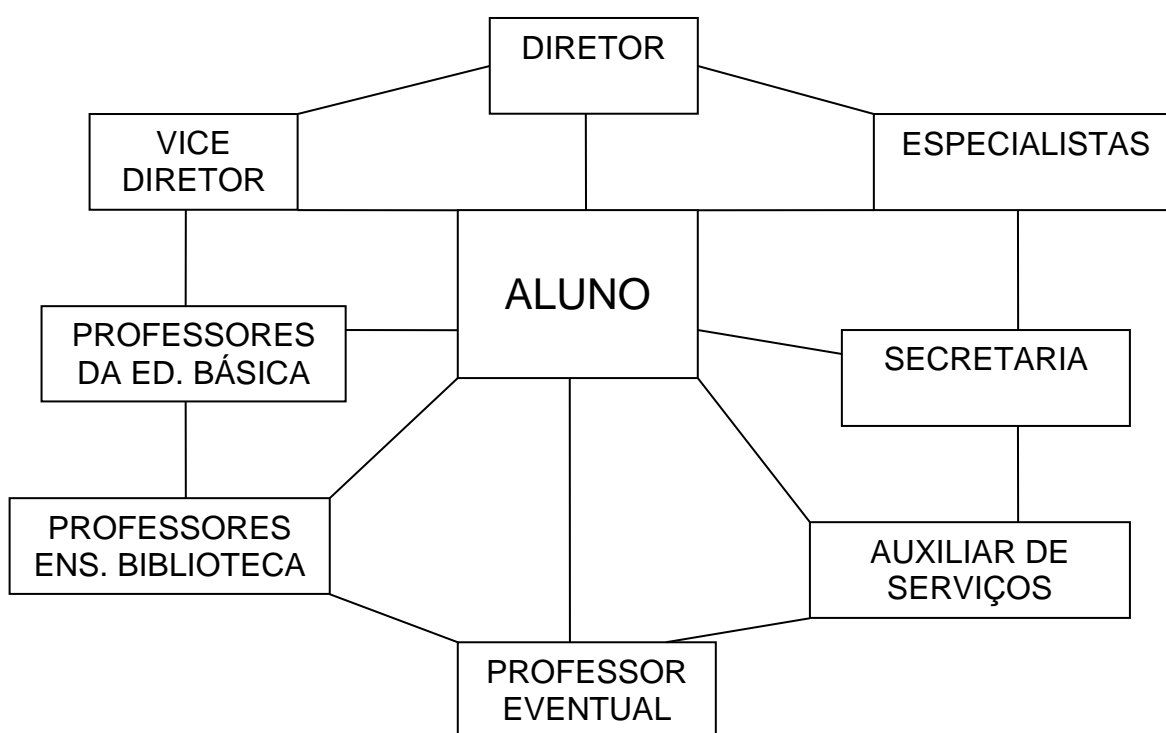 DIRETOR
VICE
DIRETOR
ESPECIALISTAS
ALUNO
PROFESSORES
DA ED. BÁSICA
SECRETARIA
PROFESSORES
ENS. BIBLIOTECA
AUXILIAR DE
SERVIÇOS
PROFESSOR
EVENTUAL